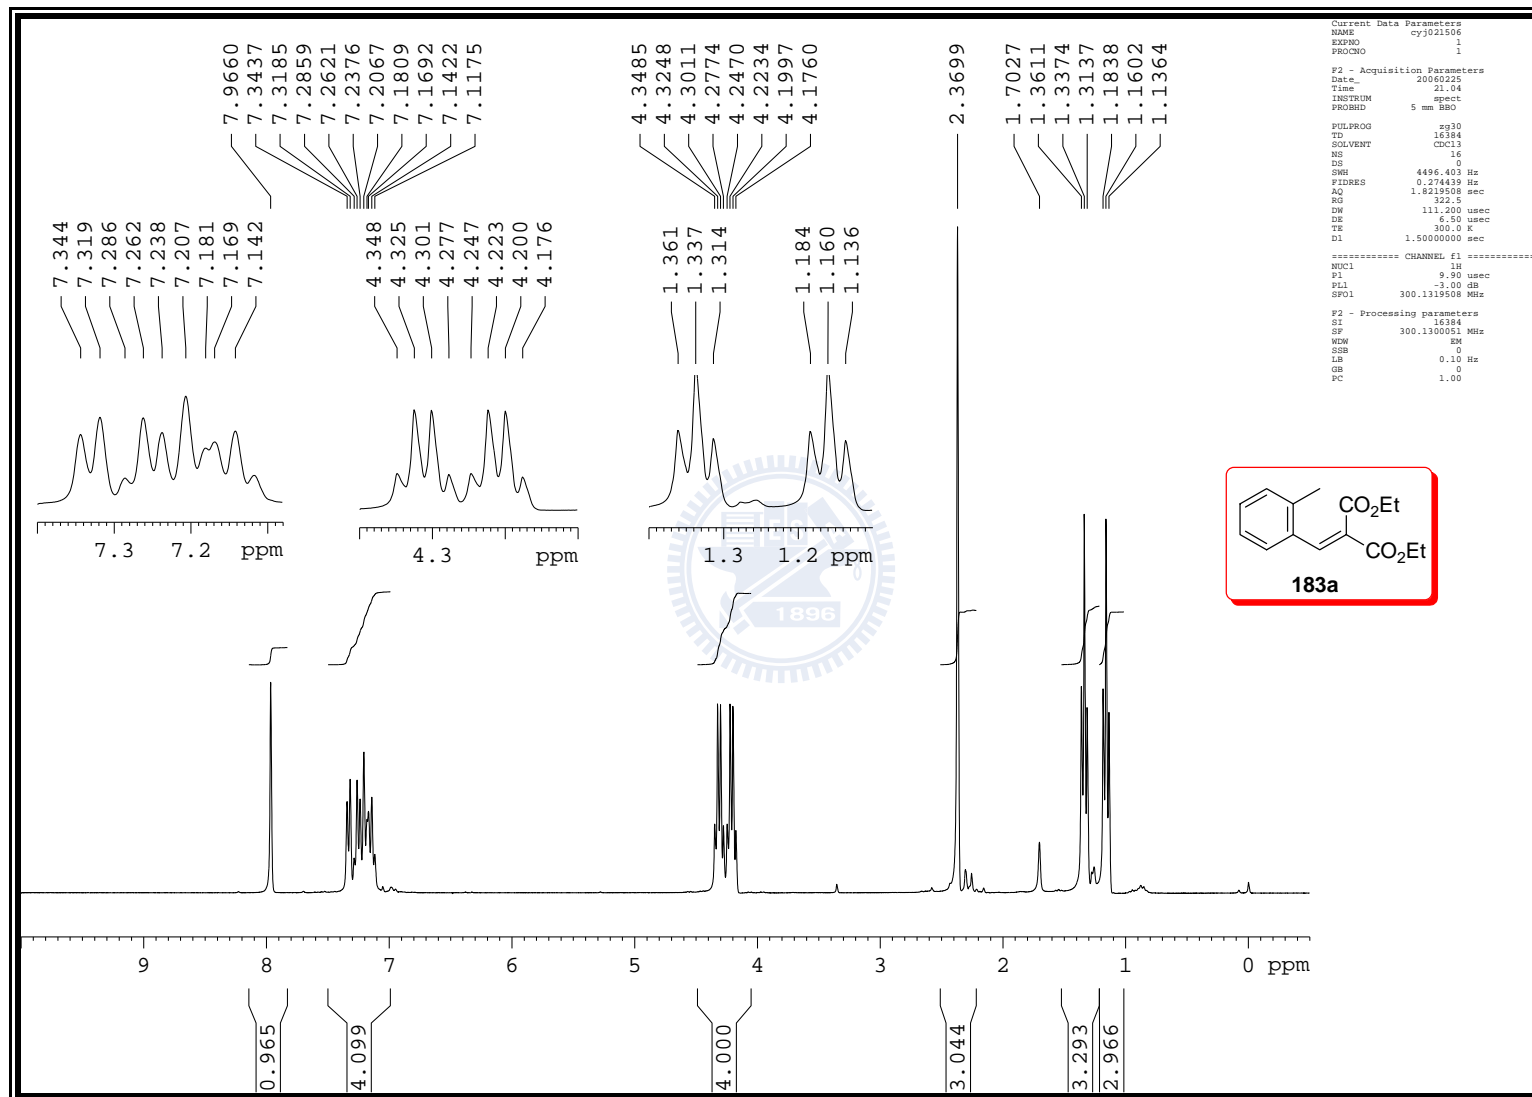 Current Data Parameters
NAME cyj021506
EXPNO 1
PROCNO 1
F2 - Acquisition Parameters
Date_ 20060225
Time 21.04
INSTRUM spect
PROBHD 5 mm BBO
PULPROG zg30
TD 16384
SOLVENT CDCl3
NS 16
DS 0
SWH 4496.403 Hz
FIDRES 0.274439 Hz
AQ 1.8219508 sec
RG 322.5
DW 111.200 usec
DE 6.50 usec
TE 300.0 K
D1 1.50000000 sec
============ CHANNEL f1 ============
NUC1 1H
P1 9.90 usec
PL1 -3.00 dB
SFO1 300.1319508 MHz
F2 - Processing parameters
SI 16384
SF 300.1300051 MHz
WDW EM
SSB 0
LB 0.10 Hz
GB 0
PC 1.00
7.9660
7.3437
7.3185
7.2859
7.2621
7.2376
7.2067
7.1809
7.1692
7.1422
7.1175
4.3485
4.3248
4.3011
4.2774
4.2470
4.2234
4.1997
4.1760
2.3699
1.7027
1.3611
1.3374
1.3137
1.1838
1.1602
1.1364
7.344
7.319
7.286
7.262
7.238
7.207
7.181
7.169
7.142
4.348
4.325
4.301
4.277
4.247
4.223
4.200
4.176
1.361
1.337
1.314
1.184
1.160
1.136
7.3 7.2 ppm
4.3 ppm
1.3 1.2 ppm
CO2Et
CO2Et
183a
1896
9 8 7 6 5 4 3 2 1 0 ppm
0.965
4.099
4.000
3.044
3.293
2.966